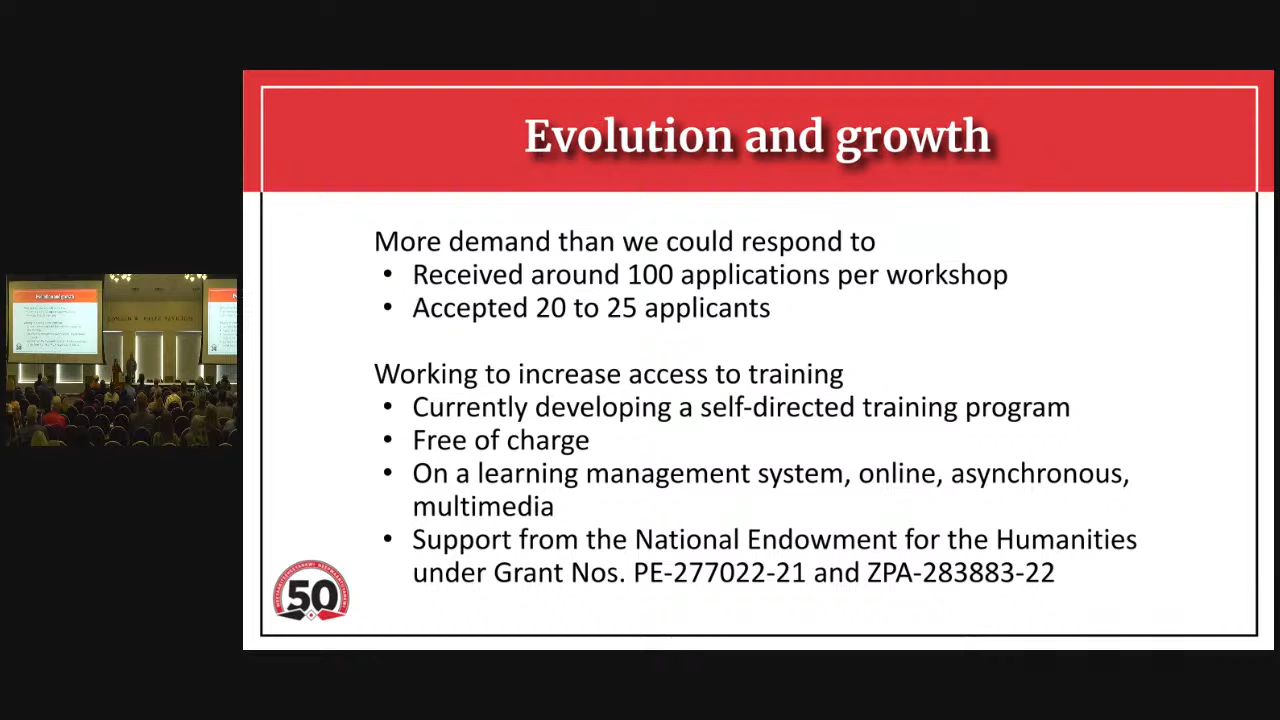 Evolution and growth
More demand than we could respond to
• Received around 100 applications per workshop
• Accepted 20 to 25 applicants
Working to increase access to training
• Currently developing a self-directed training program
• Free of charge
• On a learning management system, online, asynchronous,
multimedia
• Support from the National Endowment for the Humanities
under Grant Nos. PE-277022-21 and ZPA-283883-22
50
Evolution and growth